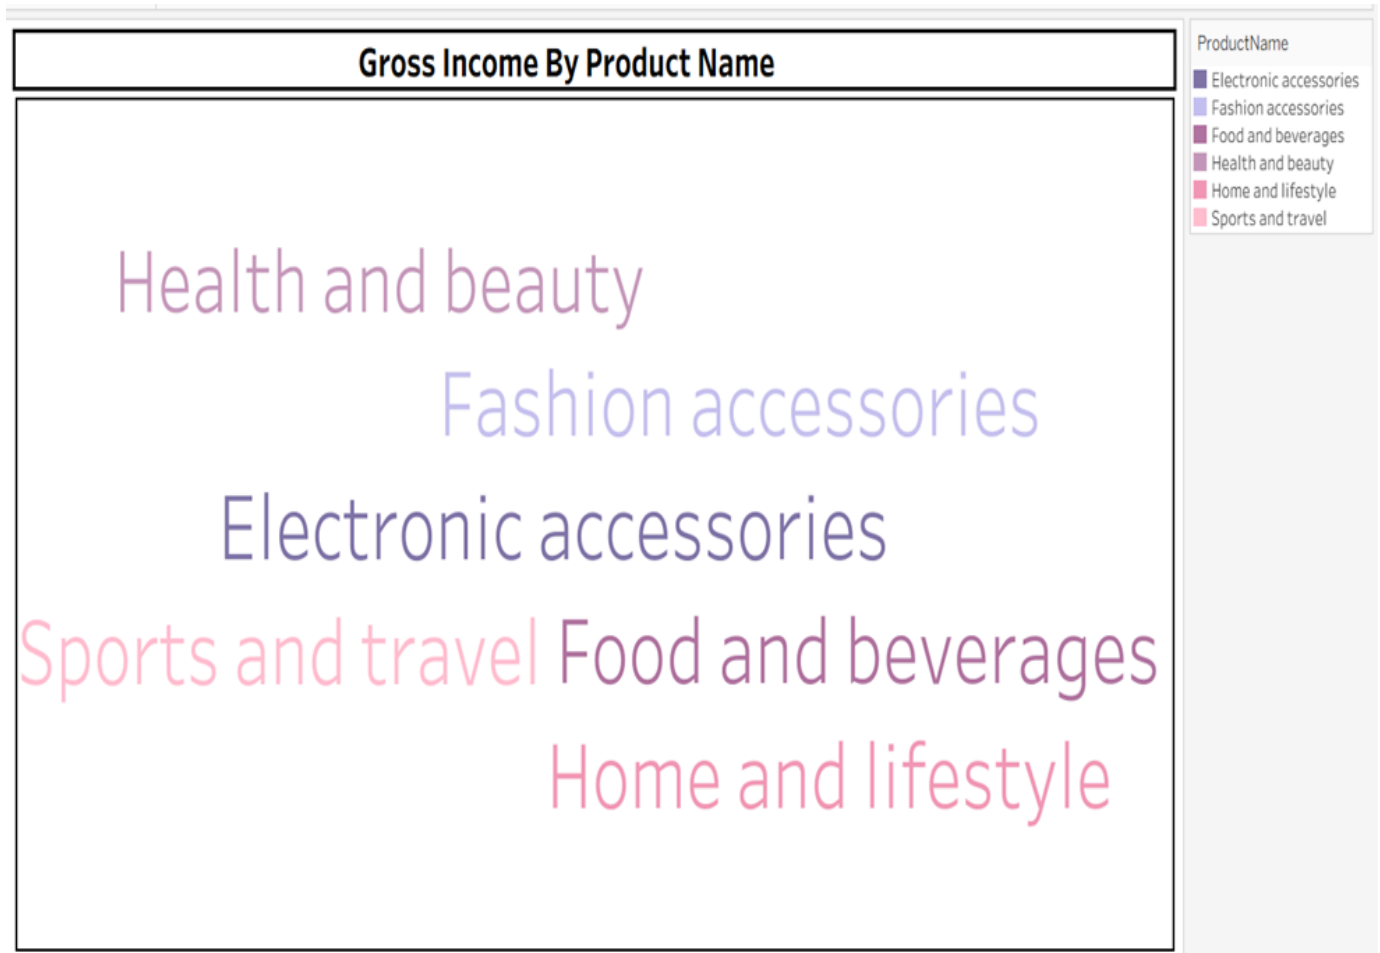 Gross Income By Product Name
ProductName
Electronic accessories
Fashion accessories
Food and beverages
Health and beauty
Home and lifestyle
Sports and travel
Health and beauty
Fashion accessories
Electronic accessories
Sports and travel Food and beverages
Home and lifestyle